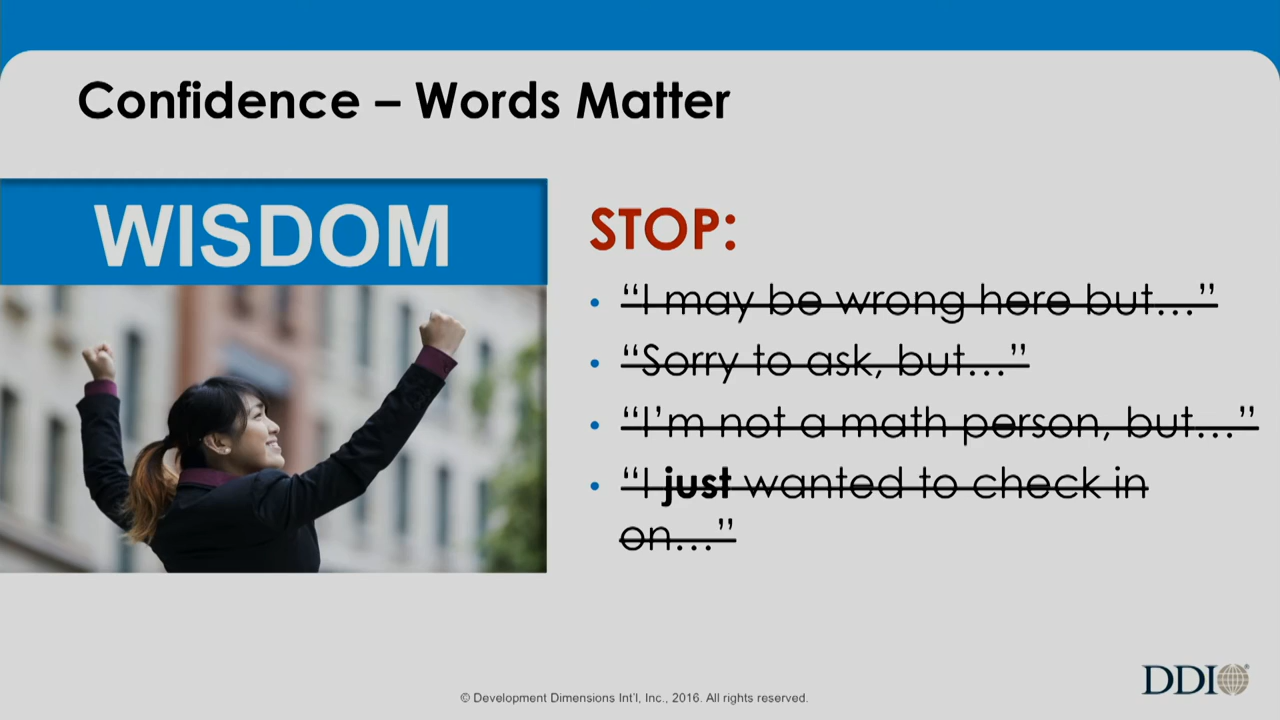 Confidence – Words Matter
WISDOM
STOP:
• “I may be wrong here but…”
• “Sorry to ask, but…”
• “I’m not a math person, but…”
• “I just wanted to check in
on…”
DDI®
© Development Dimensions Int’l, Inc., 2016. All rights reserved.